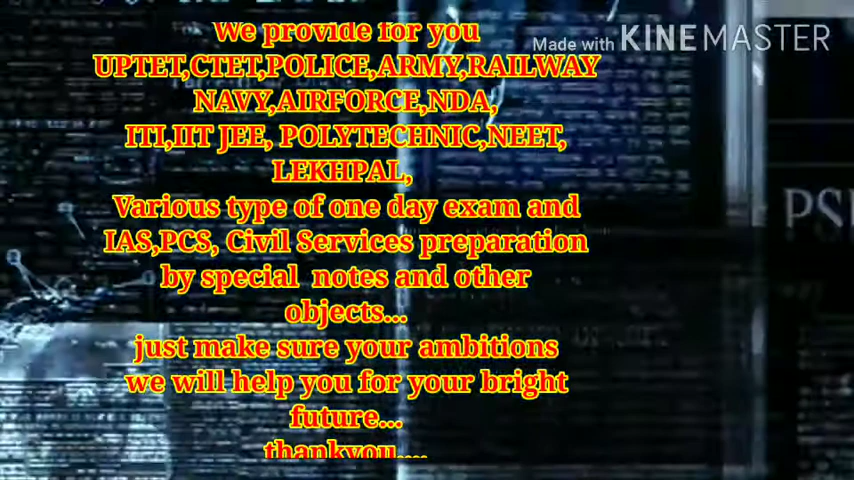 We provide for you
Made with KINEMASTER
UPTET,CTET,POLICE,ARMY,RAILWAY
NAVY,AIRFORCE,NDA,
ITI,IIT JEE, POLYTECHNIC,NEET,
LEKHPAL,
Various type of one day exam and
IAS,PCS, Civil Services preparation
by special notes and other
objects...
just make sure your ambitions
we will help you for your bright
future...
thankyou....